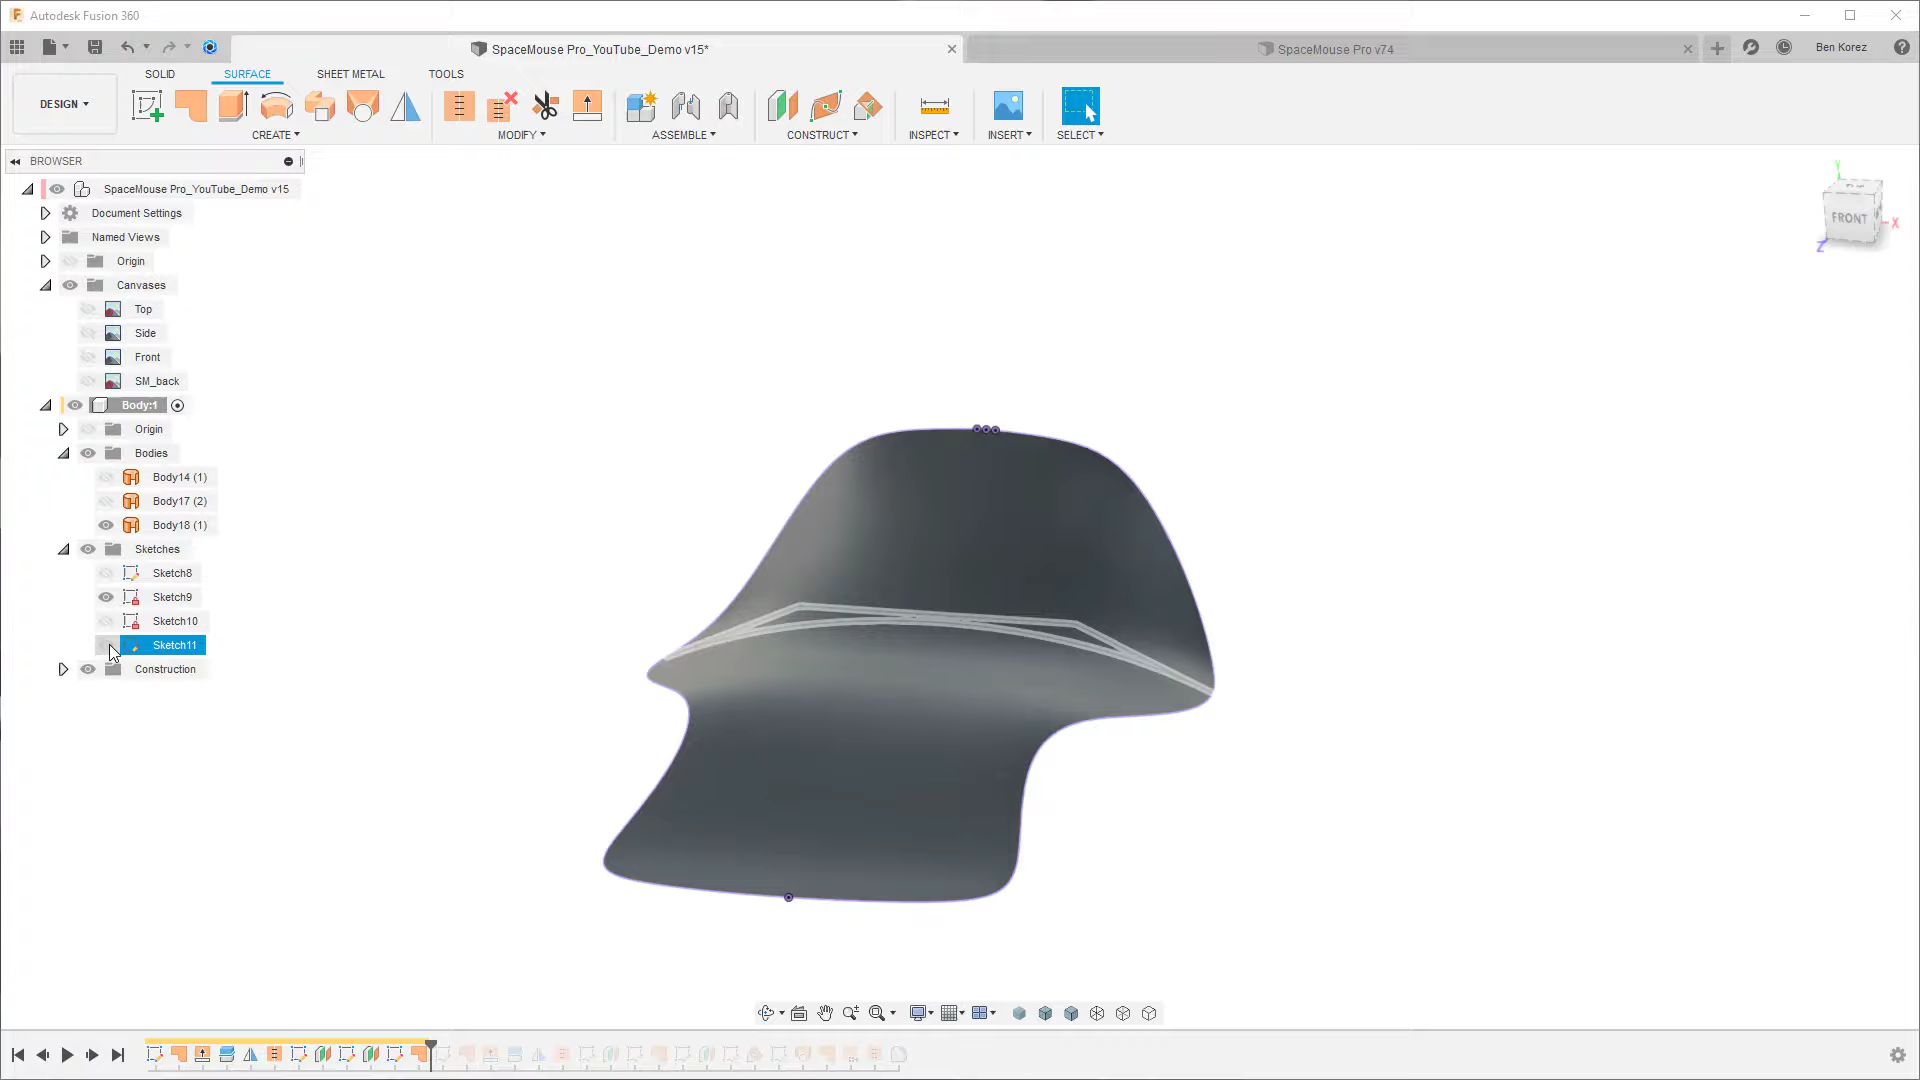 Autodesk Fusion 360
SpaceMouse Pro_YouTube_Demo v15*
SpaceMouse Pro v74
Ben Korez
DESIGN
SOLID
SURFACE
SHEET METAL
TOOLS
CREATE
MODIFY
ASSEMBLE
CONSTRUCT
INSPECT
INSERT
SELECT
BROWSER
SpaceMouse Pro_YouTube_Demo v15
Document Settings
Named Views
Origin
Canvases
Top
Side
Front
SM_back
Body:1
Origin
Bodies
Body14 (1)
Body17 (2)
Body18 (1)
Sketches
Sketch8
Sketch9
Sketch10
Sketch11
Construction
Y
FRONT
X
Z